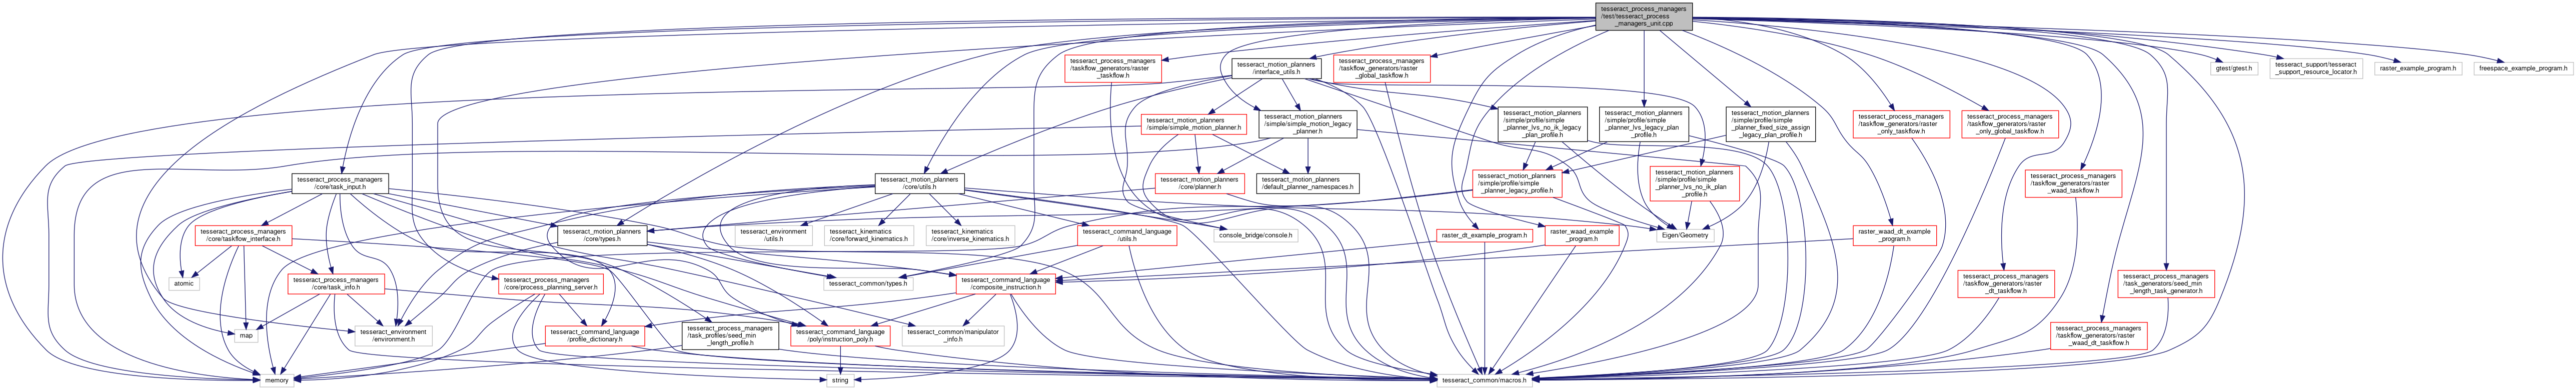 tesseract_process_managers
/test/tesseract_process
_managers_unit.cpp
tesseract_process_managers
/taskflow_generators/raster
_taskflow.h
tesseract_motion_planners
/interface_utils.h
tesseract_process_managers
/taskflow_generators/raster
_global_taskflow.h
gtest/gtest.h
tesseract_support/tesseract
_support_resource_locator.h
raster_example_program.h
freespace_example_program.h
tesseract_motion_planners
/simple/simple_motion_planner.h
tesseract_motion_planners
/simple/simple_motion_legacy
_planner.h
tesseract_motion_planners
/simple/profile/simple
_planner_lvs_no_ik_legacy
_plan_profile.h
tesseract_motion_planners
/simple/profile/simple
_planner_lvs_legacy_plan
_profile.h
tesseract_motion_planners
/simple/profile/simple
_planner_fixed_size_assign
_legacy_plan_profile.h
tesseract_process_managers
/taskflow_generators/raster
_only_taskflow.h
tesseract_process_managers
/taskflow_generators/raster
_only_global_taskflow.h
tesseract_process_managers
/core/task_input.h
tesseract_motion_planners
/core/utils.h
tesseract_motion_planners
/core/planner.h
tesseract_motion_planners
/default_planner_namespaces.h
tesseract_motion_planners
/simple/profile/simple
_planner_legacy_profile.h
tesseract_motion_planners
/simple/profile/simple
_planner_lvs_no_ik_plan
_profile.h
tesseract_process_managers
/taskflow_generators/raster
_waad_taskflow.h
tesseract_process_managers
/core/taskflow_interface.h
tesseract_motion_planners
/core/types.h
tesseract_environment
/utils.h
tesseract_kinematics
/core/forward_kinematics.h
tesseract_kinematics
/core/inverse_kinematics.h
tesseract_command_language
/utils.h
console_bridge/console.h
raster_dt_example_program.h
raster_waad_example
_program.h
Eigen/Geometry
raster_waad_dt_example
_program.h
atomic
tesseract_process_managers
/core/task_info.h
tesseract_process_managers
/core/process_planning_server.h
tesseract_common/types.h
tesseract_command_language
/composite_instruction.h
tesseract_process_managers
/taskflow_generators/raster
_dt_taskflow.h
tesseract_process_managers
/task_generators/seed_min
_length_task_generator.h
map
tesseract_environment
/environment.h
tesseract_command_language
/profile_dictionary.h
tesseract_process_managers
/task_profiles/seed_min
_length_profile.h
tesseract_command_language
/poly/instruction_poly.h
tesseract_common/manipulator
_info.h
tesseract_process_managers
/taskflow_generators/raster
_waad_dt_taskflow.h
memory
string
tesseract_common/macros.h